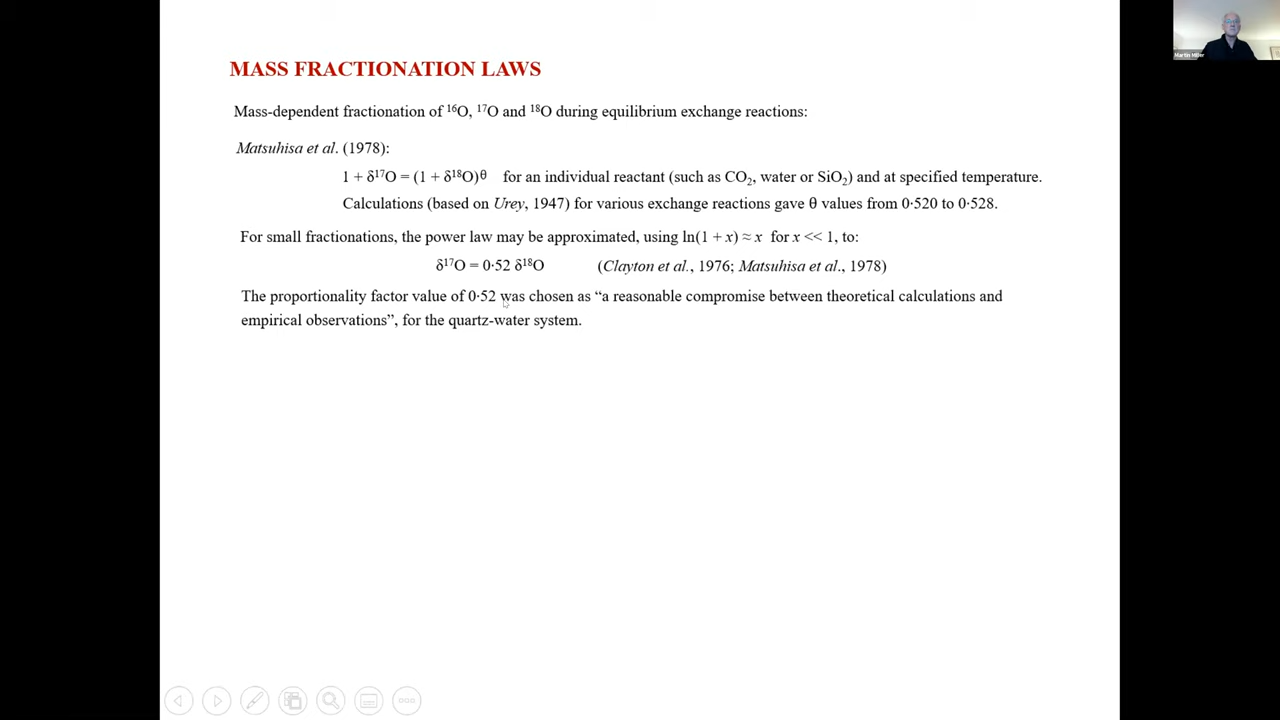 Martin Miller
MASS FRACTIONATION LAWS
Mass-dependent fractionation of ¹⁶O, ¹⁷O and ¹⁸O during equilibrium exchange reactions:
Matsuhisa et al. (1978):
1 + δ¹⁷O = (1 + δ¹⁸O)θ for an individual reactant (such as CO₂, water or SiO₂) and at specified temperature.
Calculations (based on Urey, 1947) for various exchange reactions gave θ values from 0·520 to 0·528.
For small fractionations, the power law may be approximated, using ln(1 + x) ≈ x for x << 1, to:
δ¹⁷O = 0·52 δ¹⁸O (Clayton et al., 1976; Matsuhisa et al., 1978)
The proportionality factor value of 0·52 was chosen as “a reasonable compromise between theoretical calculations and
empirical observations”, for the quartz-water system.